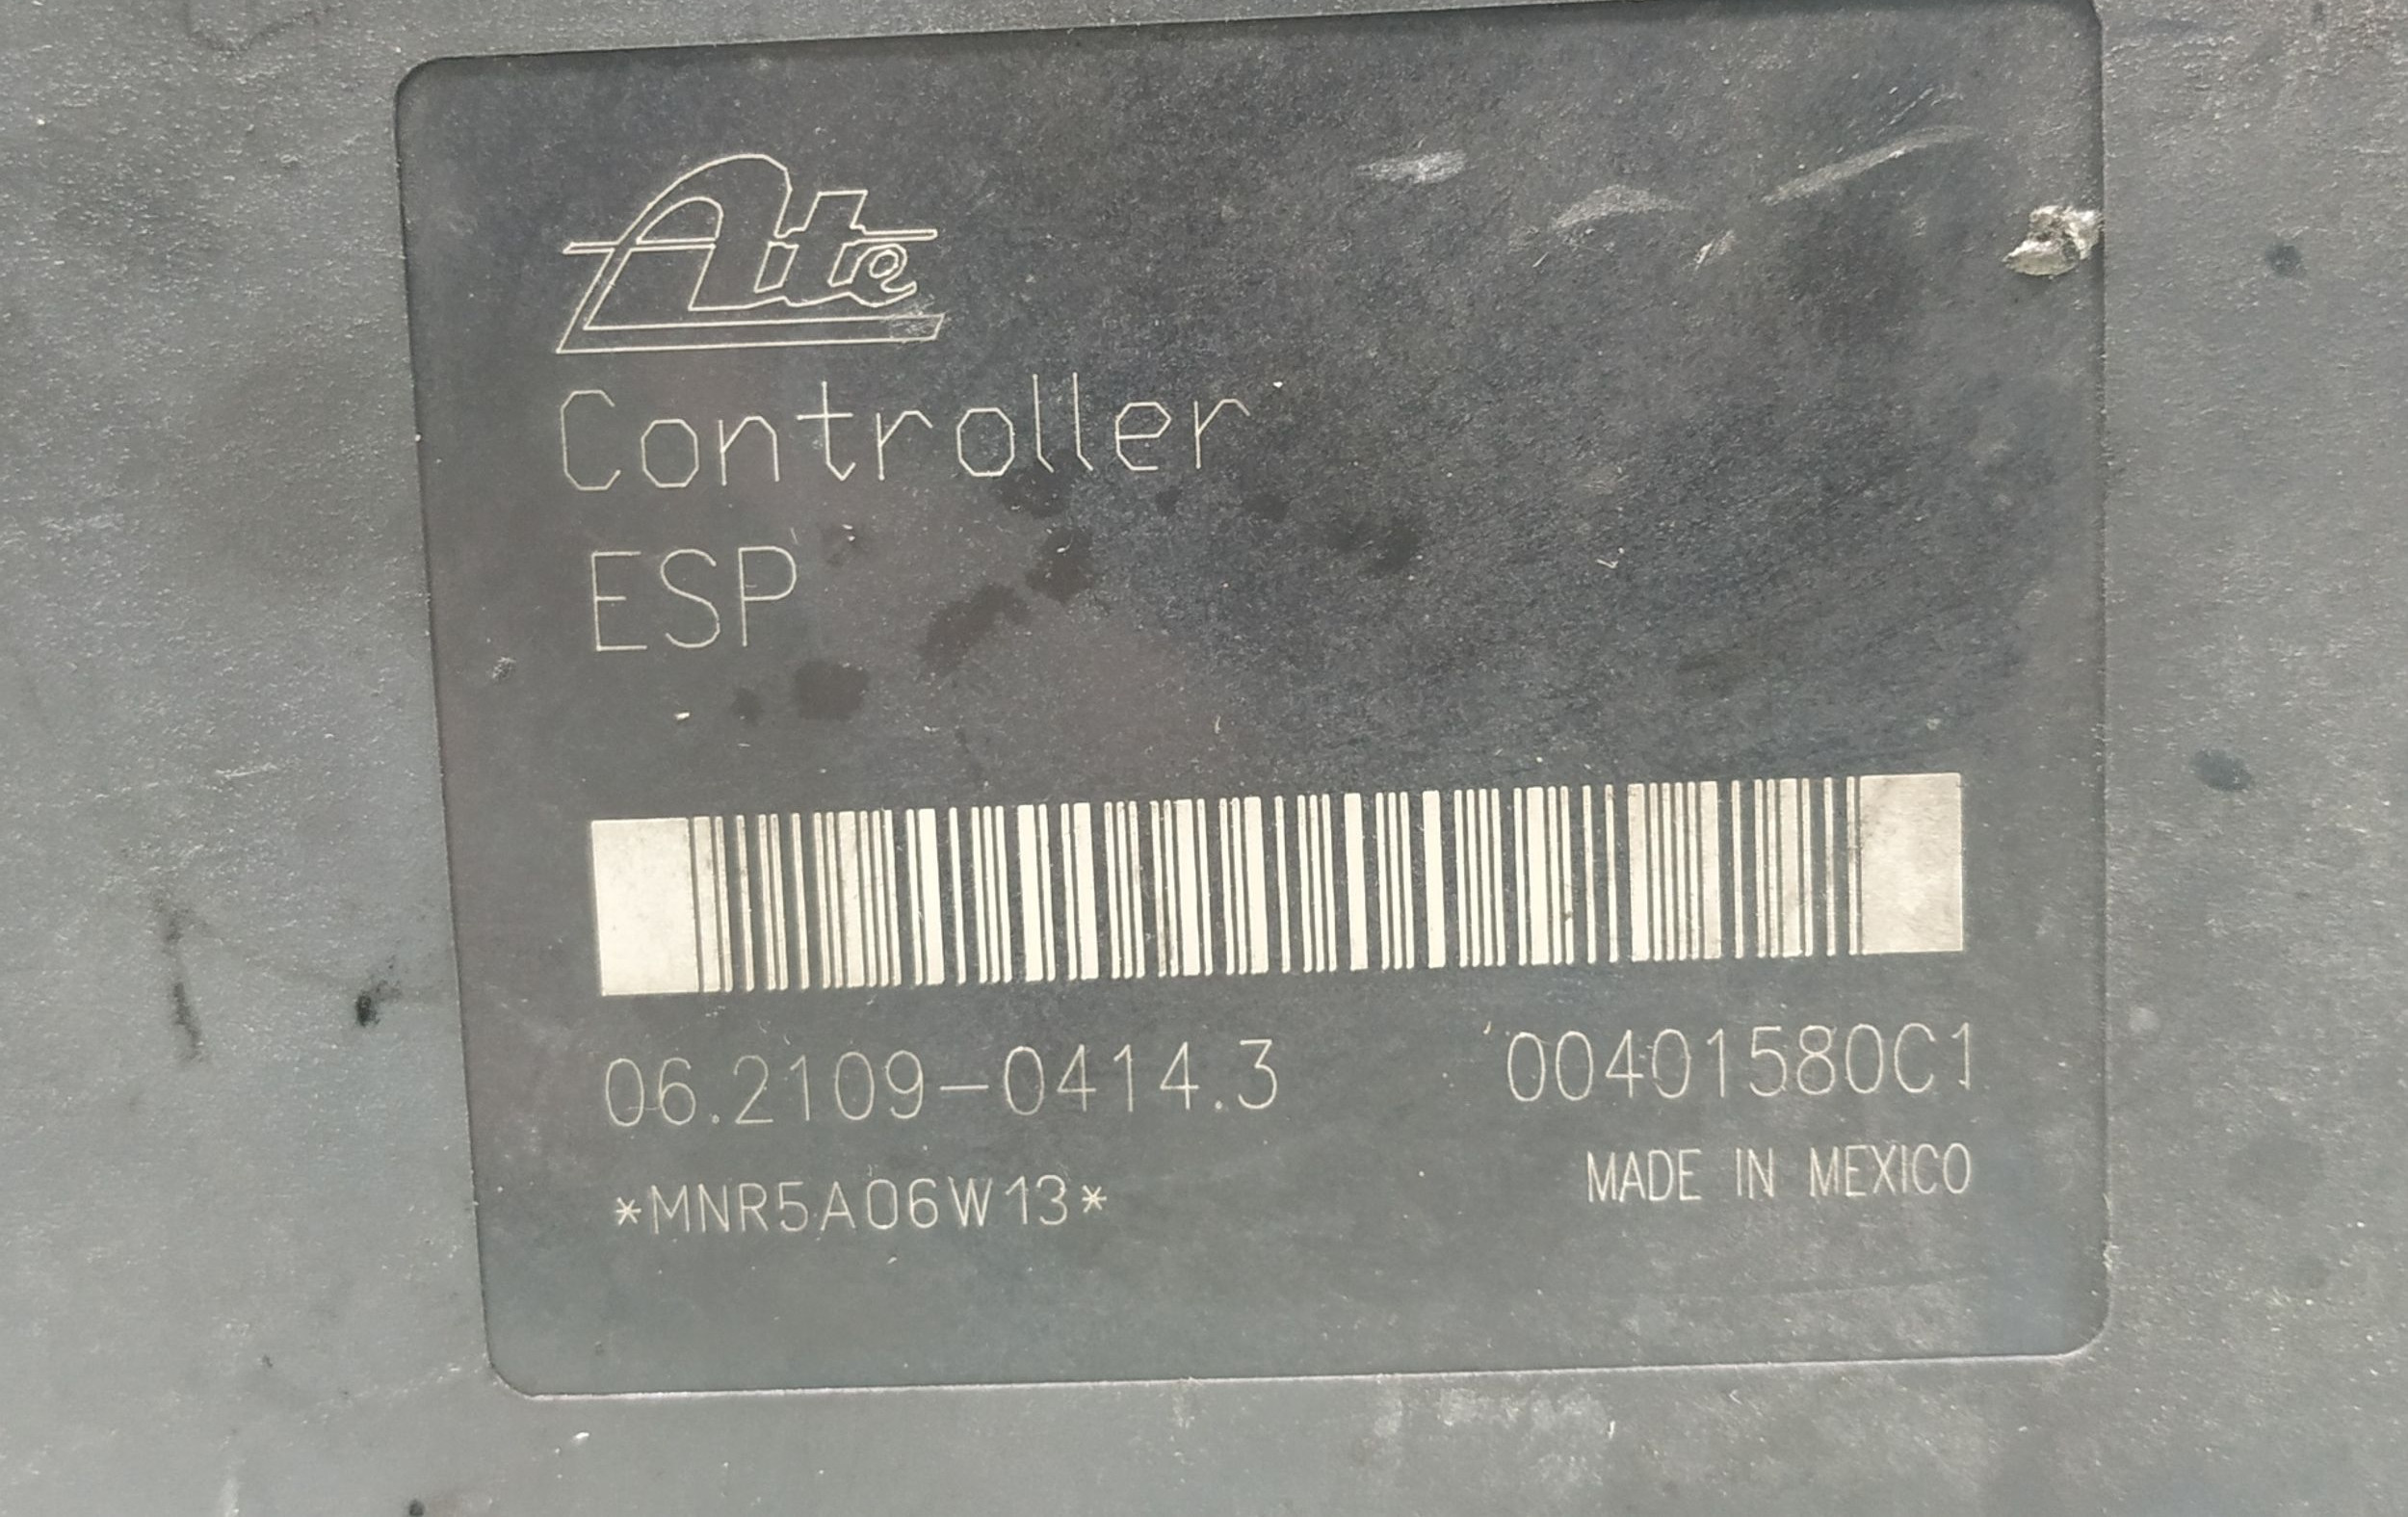 Ate
Controller
ESP
06.2109-0414.3 00401580C1
*MNR5A06W13* MADE IN MEXICO